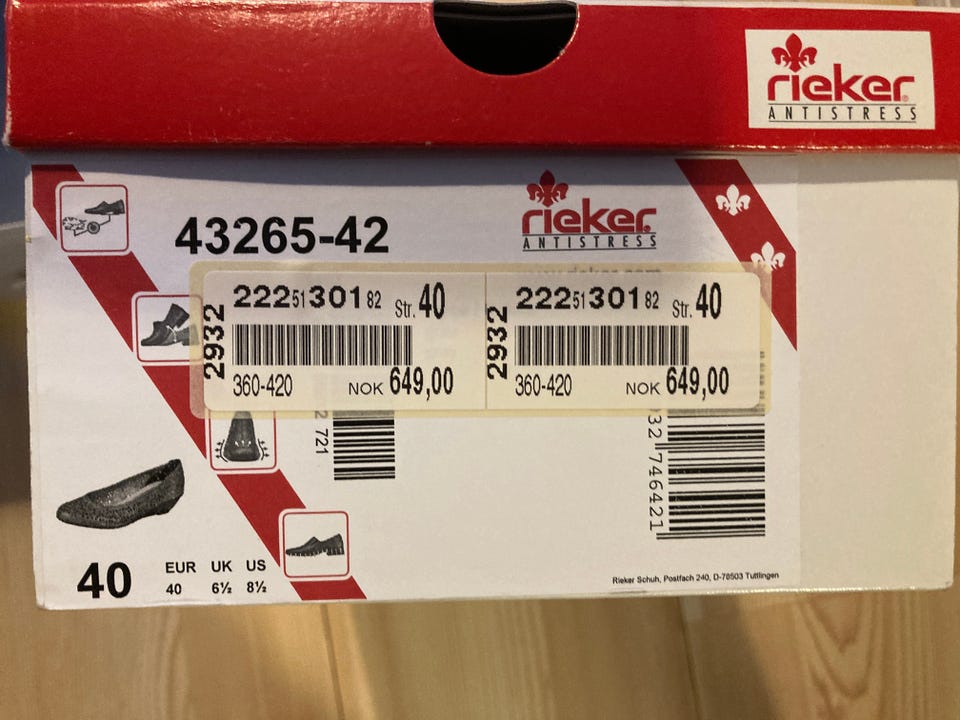 rieker
ANTISTRESS
43265-42
rieker
ANTISTRESS
2932
222 51 301 82 Str. 40
360-420 NOK 649,00
2932
222 51 301 82 Str. 40
360-420 NOK 649,00
2 721
32 746421
40
EUR UK US
40 6½ 8½
Rieker Schuh, Postfach 240, D-78503 Tuttlingen